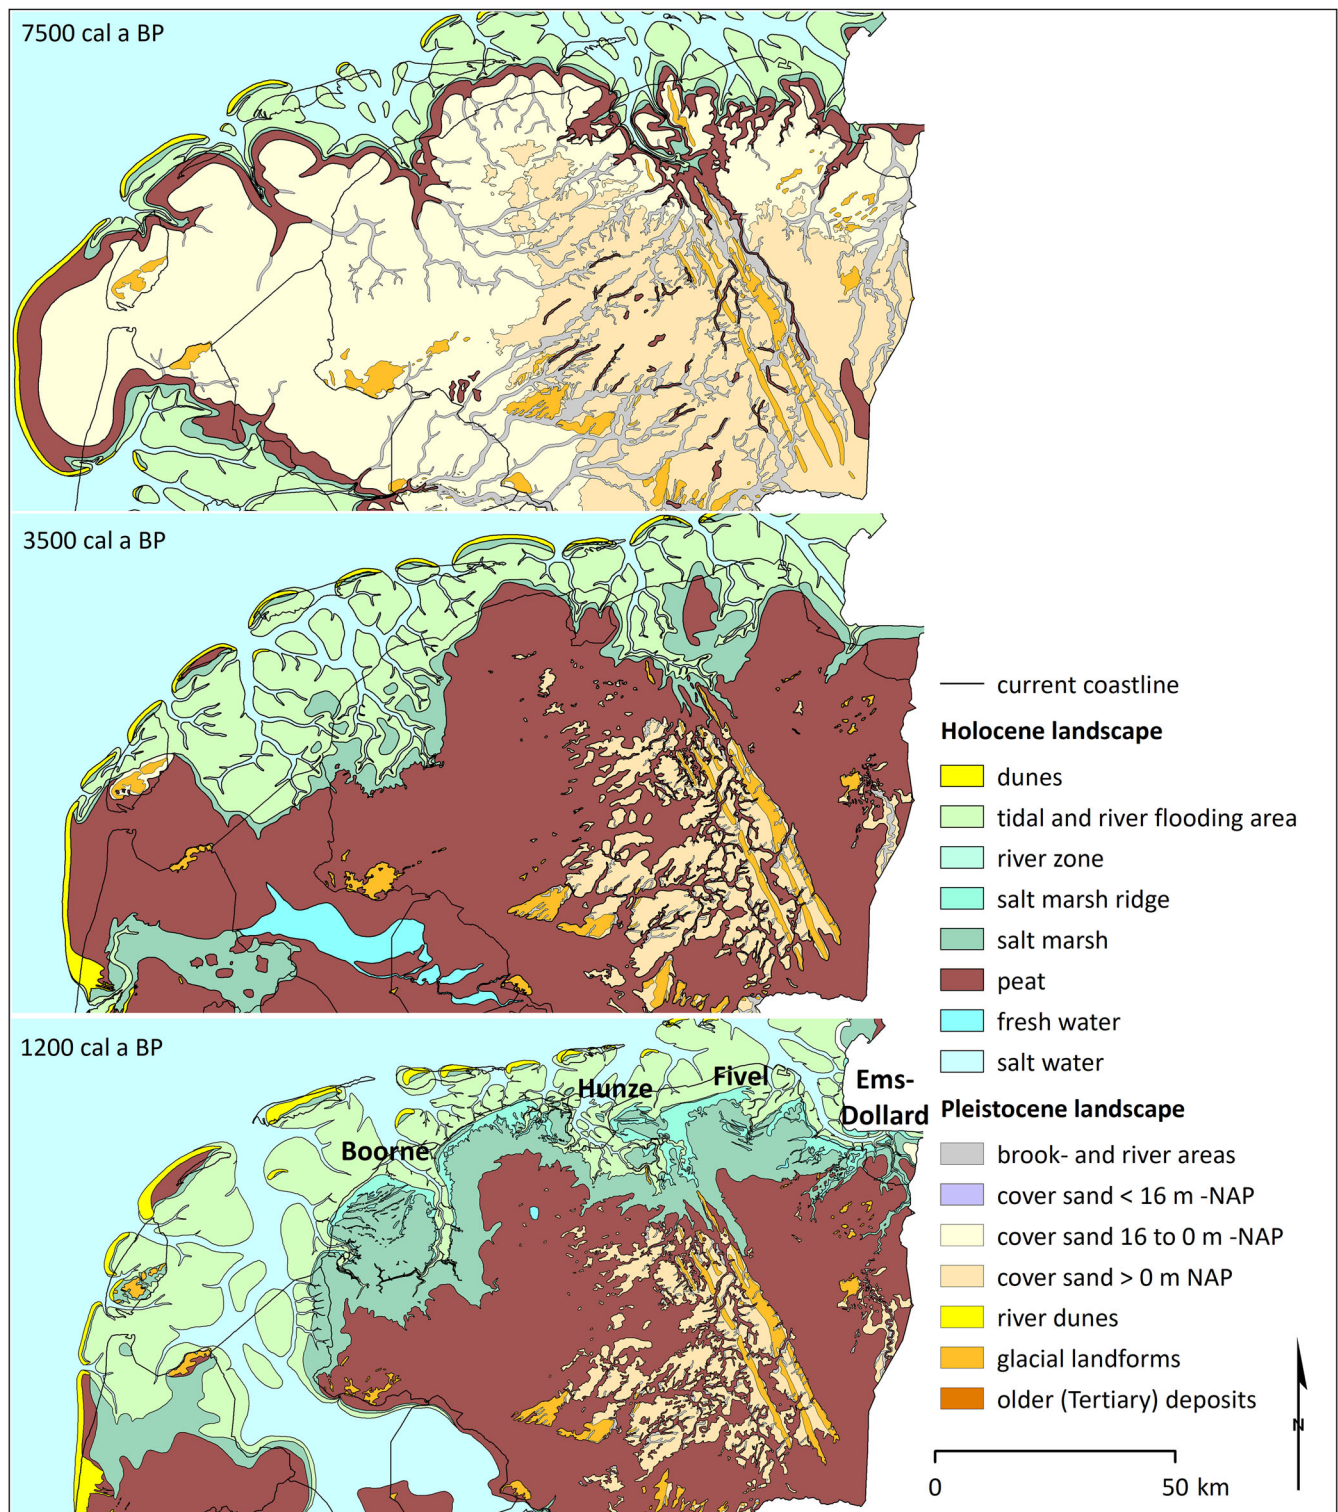 7500 cal a BP
3500 cal a BP
current coastline
Holocene landscape
dunes
tidal and river flooding area
river zone
salt marsh ridge
salt marsh
peat
fresh water
salt water
1200 cal a BP
Boorne
Hunze
Fivel
Ems-
Dollard
Pleistocene landscape
brook- and river areas
cover sand < 16 m -NAP
cover sand 16 to 0 m -NAP
cover sand > 0 m NAP
river dunes
glacial landforms
older (Tertiary) deposits
N
0 50 km